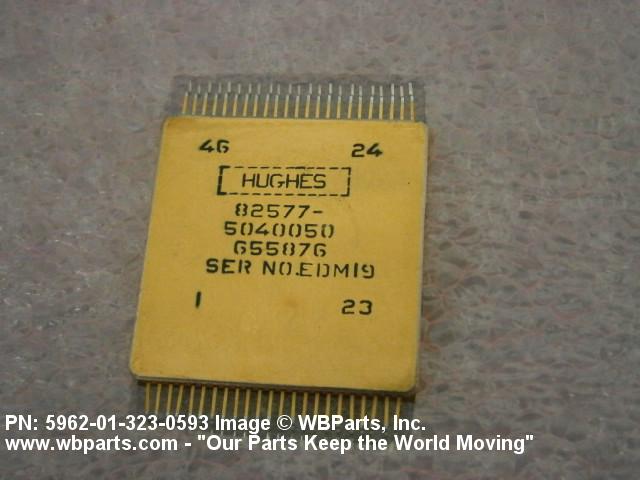 46 24
HUGHES
82577-
5040050
G55876
SER NO.EDM19
1 23
PN: 5962-01-323-0593 Image © WBParts, Inc.
www.wbparts.com - "Our Parts Keep the World Moving"